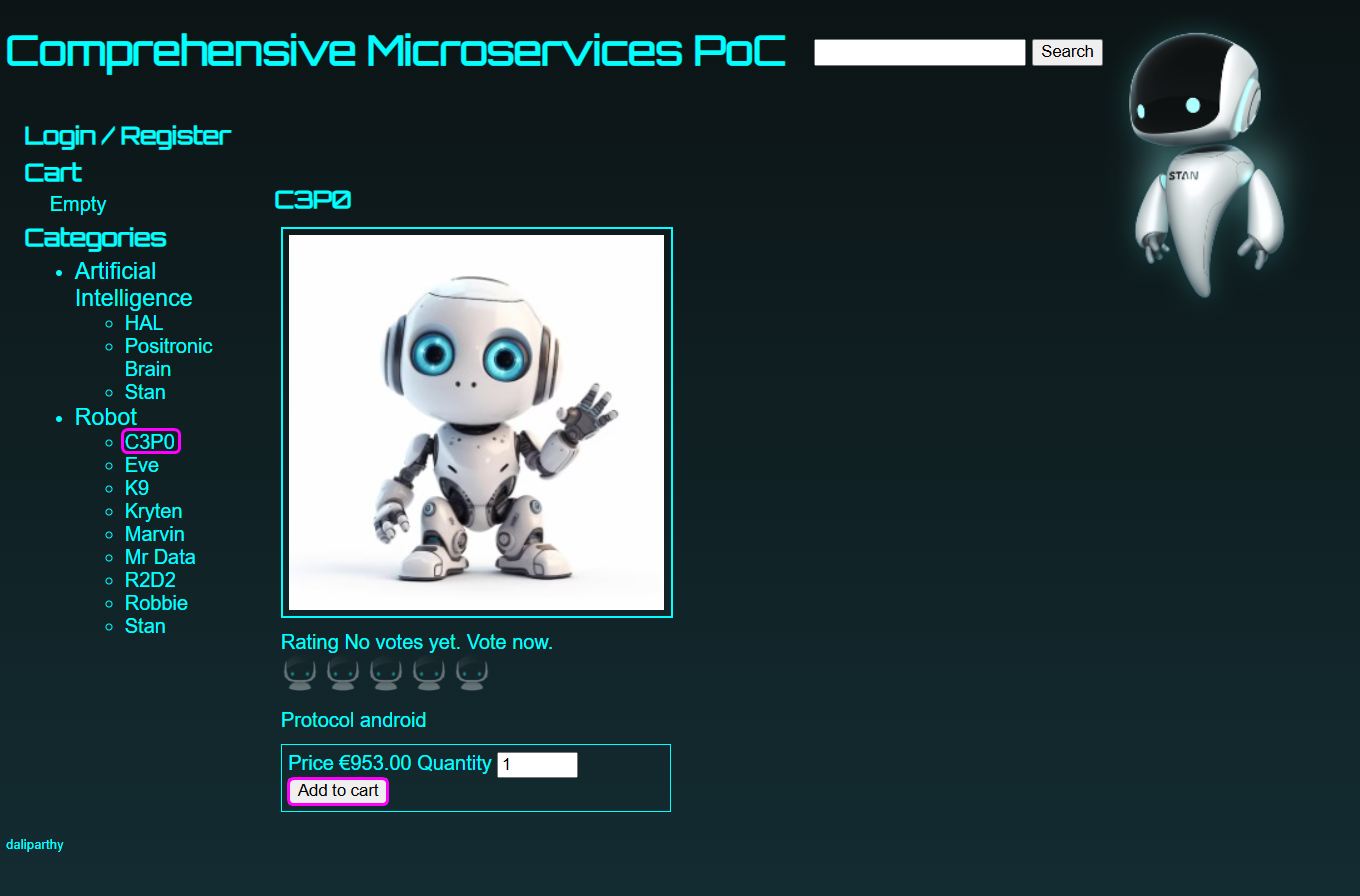 Comprehensive Microservices PoC
Search
STAN
Login / Register
Cart
Empty
Categories
Artificial
Intelligence
HAL
Positronic
Brain
Stan
Robot
C3P0
Eve
K9
Kryten
Marvin
Mr Data
R2D2
Robbie
Stan
C3P0
Rating No votes yet. Vote now.
Protocol android
Price €953.00 Quantity 1
Add to cart
daliparthy